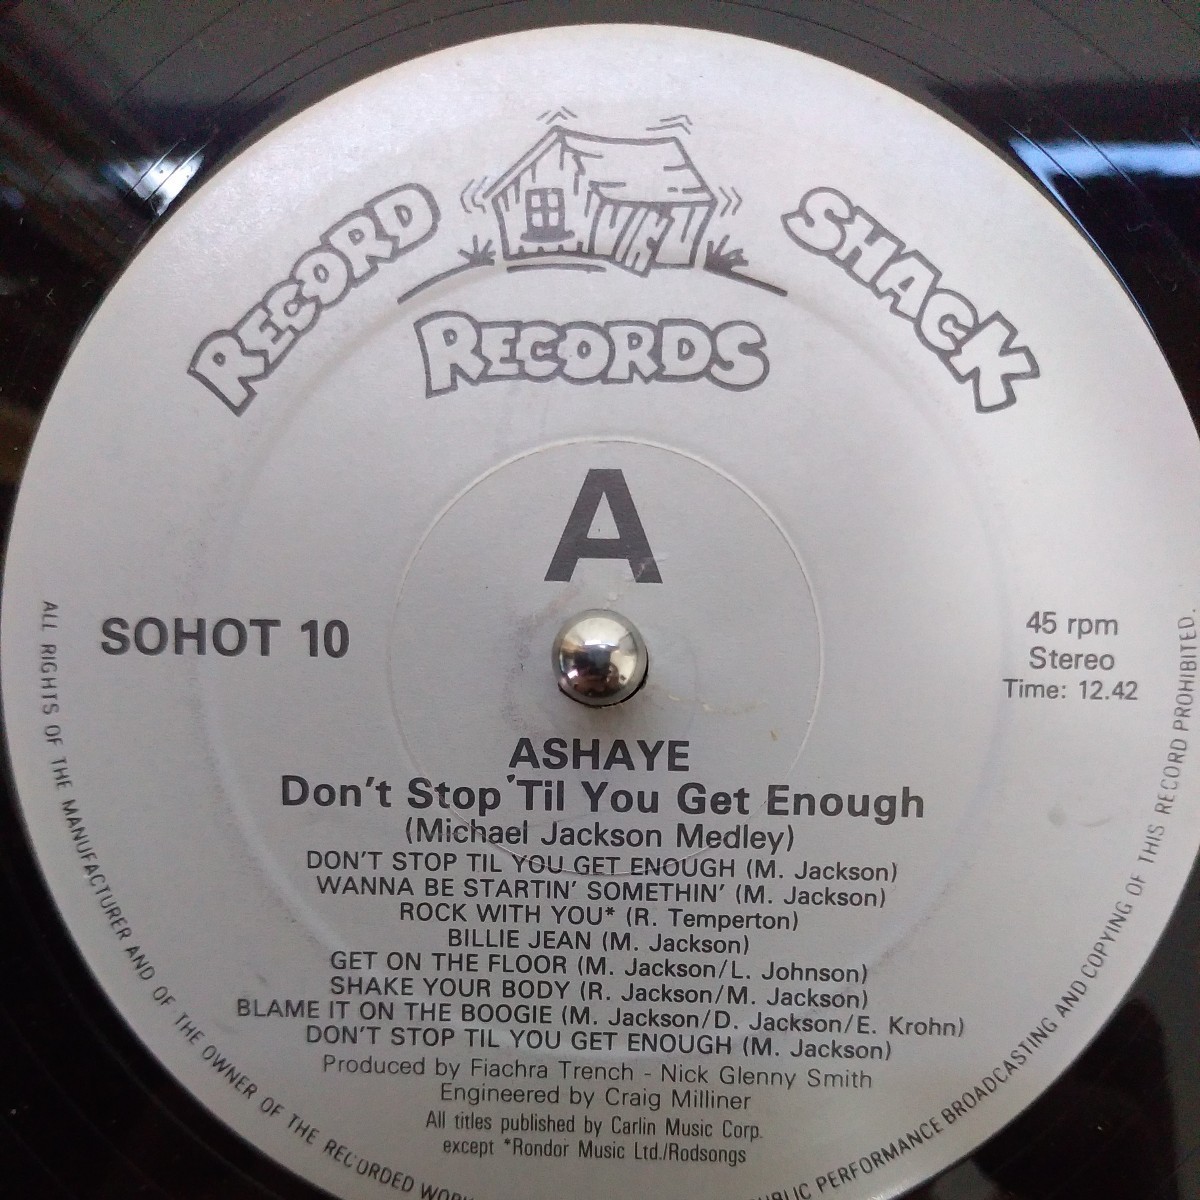 RECORD SHACK
RECORDS
A
SOHOT 10
45 rpm
Stereo
Time: 12.42
ASHAYE
Don't Stop 'Til You Get Enough
(Michael Jackson Medley)
DON'T STOP TIL YOU GET ENOUGH (M. Jackson)
WANNA BE STARTIN' SOMETHIN' (M. Jackson)
ROCK WITH YOU* (R. Temperton)
BILLIE JEAN (M. Jackson)
GET ON THE FLOOR (M. Jackson/L. Johnson)
SHAKE YOUR BODY (R. Jackson/M. Jackson)
BLAME IT ON THE BOOGIE (M. Jackson/D. Jackson/E. Krohn)
DON'T STOP TIL YOU GET ENOUGH (M. Jackson)
Produced by Fiachra Trench - Nick Glenny Smith
Engineered by Craig Milliner
All titles published by Carlin Music Corp.
except *Rondor Music Ltd./Rodsongs
ALL RIGHTS OF THE MANUFACTURER AND OF THE OWNER OF THE RECORDED
PERFORMANCE BROADCASTING AND COPYING OF THIS RECORD PROHIBITED.